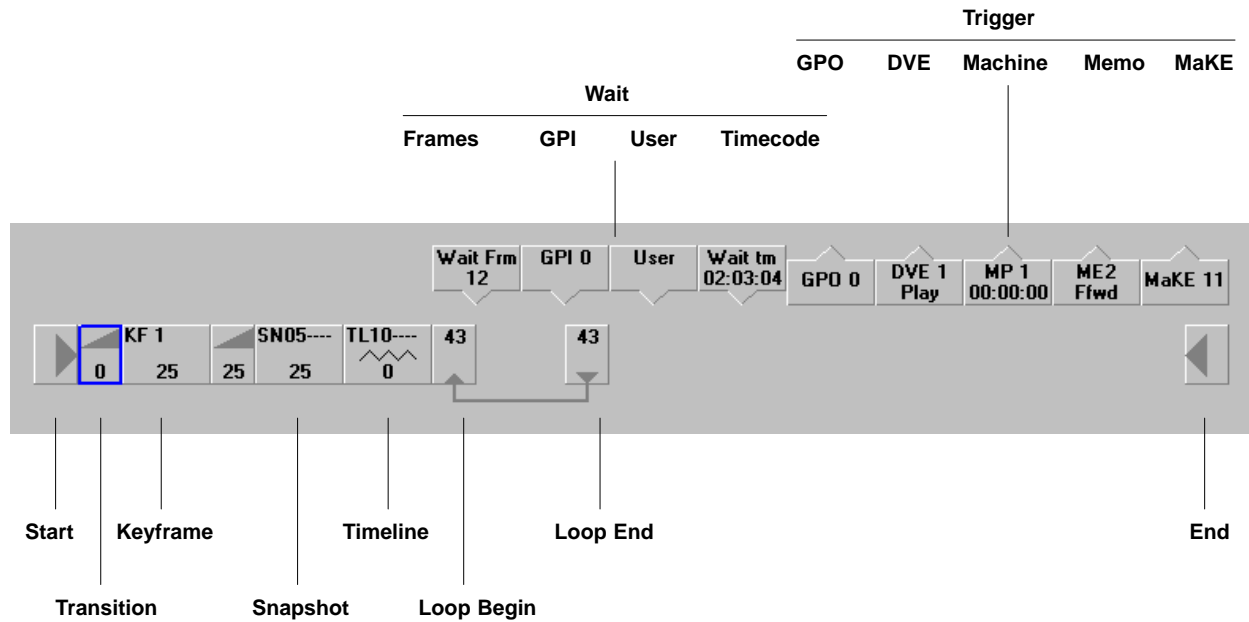 Trigger
GPO DVE Machine Memo MaKE
Wait
Frames GPI User Timecode
Wait Frm
12
GPI 0
User
Wait tm
02:03:04
GPO 0
DVE 1
Play
MP 1
00:00:00
ME2
Ffwd
MaKE 11
0
KF 1
25
25
SN05----
25
TL10----
0
43
43
Start Keyframe Timeline Loop End End
Transition Snapshot Loop Begin